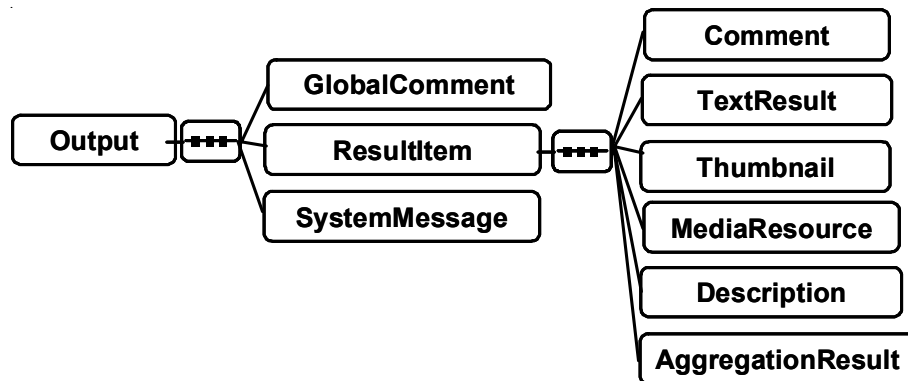 Output
GlobalComment
ResultItem
SystemMessage
Comment
TextResult
Thumbnail
MediaResource
Description
AggregationResult